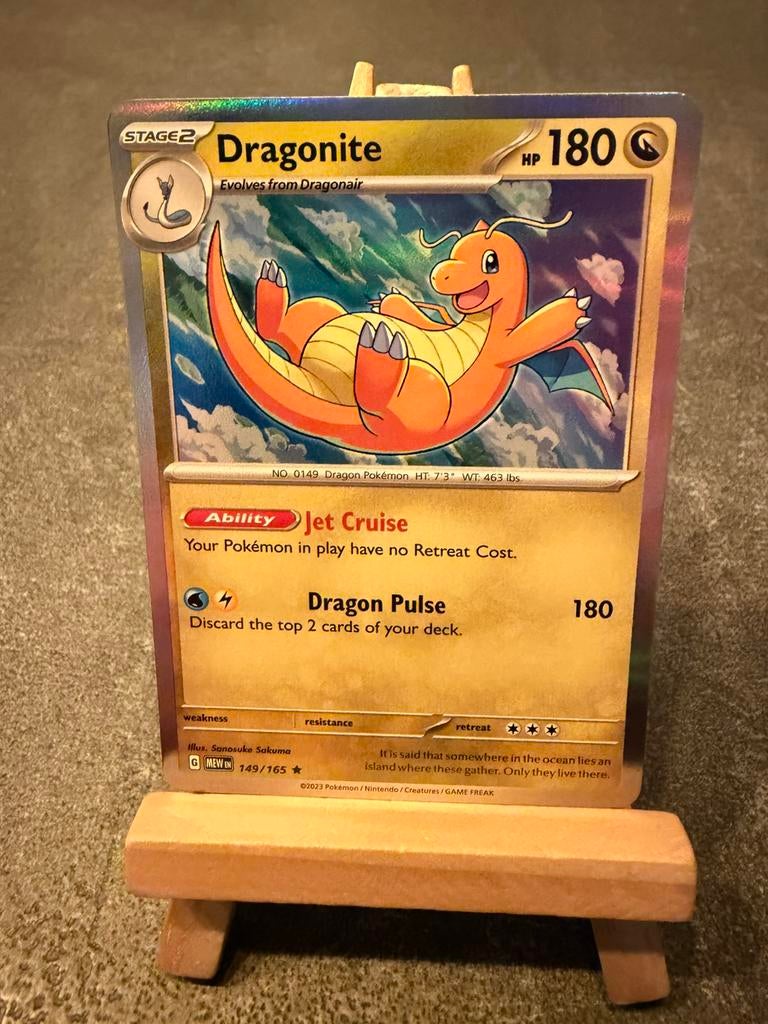 STAGE2 Dragonite HP 180
Evolves from Dragonair
NO. 0149 Dragon Pokémon HT: 7'3" WT: 463 lbs
Ability Jet Cruise
Your Pokémon in play have no Retreat Cost.
Dragon Pulse 180
Discard the top 2 cards of your deck.
weakness resistance retreat
Illus. Sanosuke Sakuma
G MEW EN 149/165
It is said that somewhere in the ocean lies an
island where these gather. Only they live there.
©2023 Pokémon / Nintendo / Creatures / GAME FREAK